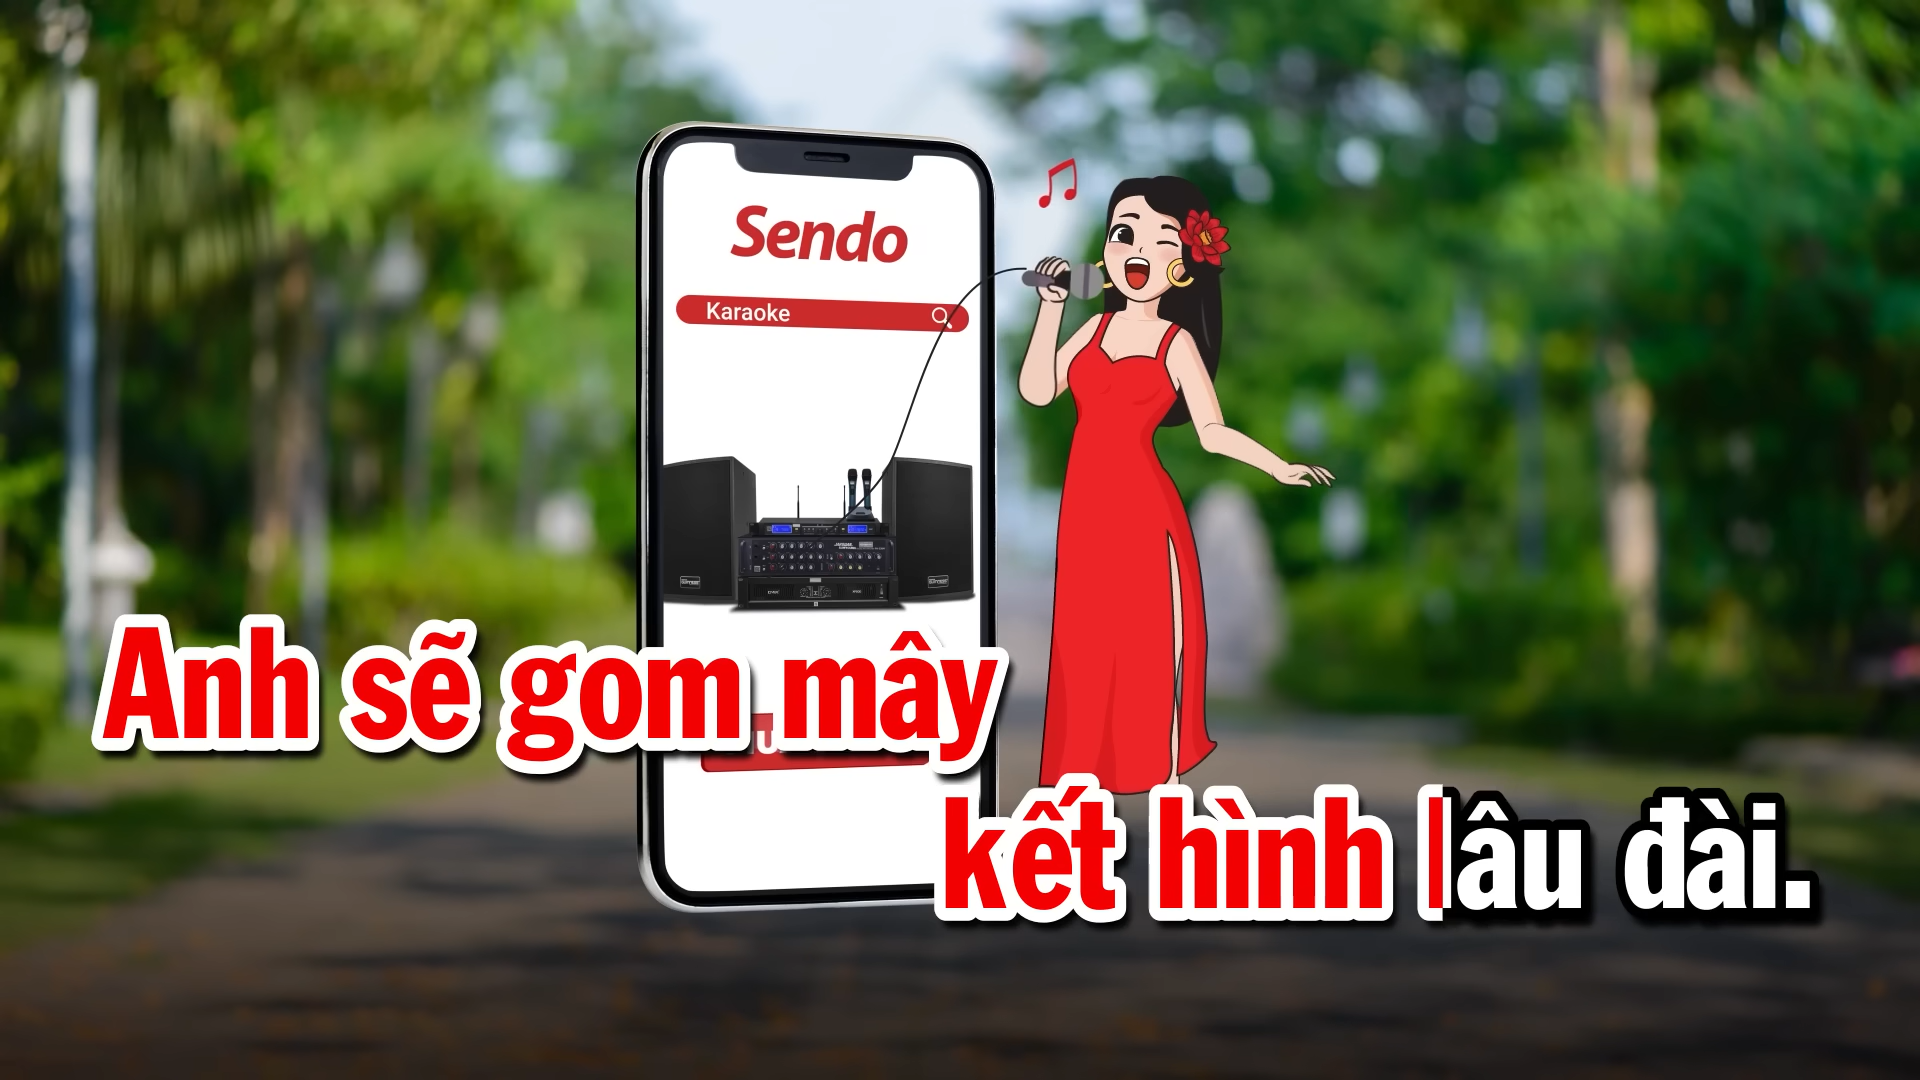 Sendo
Karaoke
Anh sẽ gom mây
kết hình lâu đài.